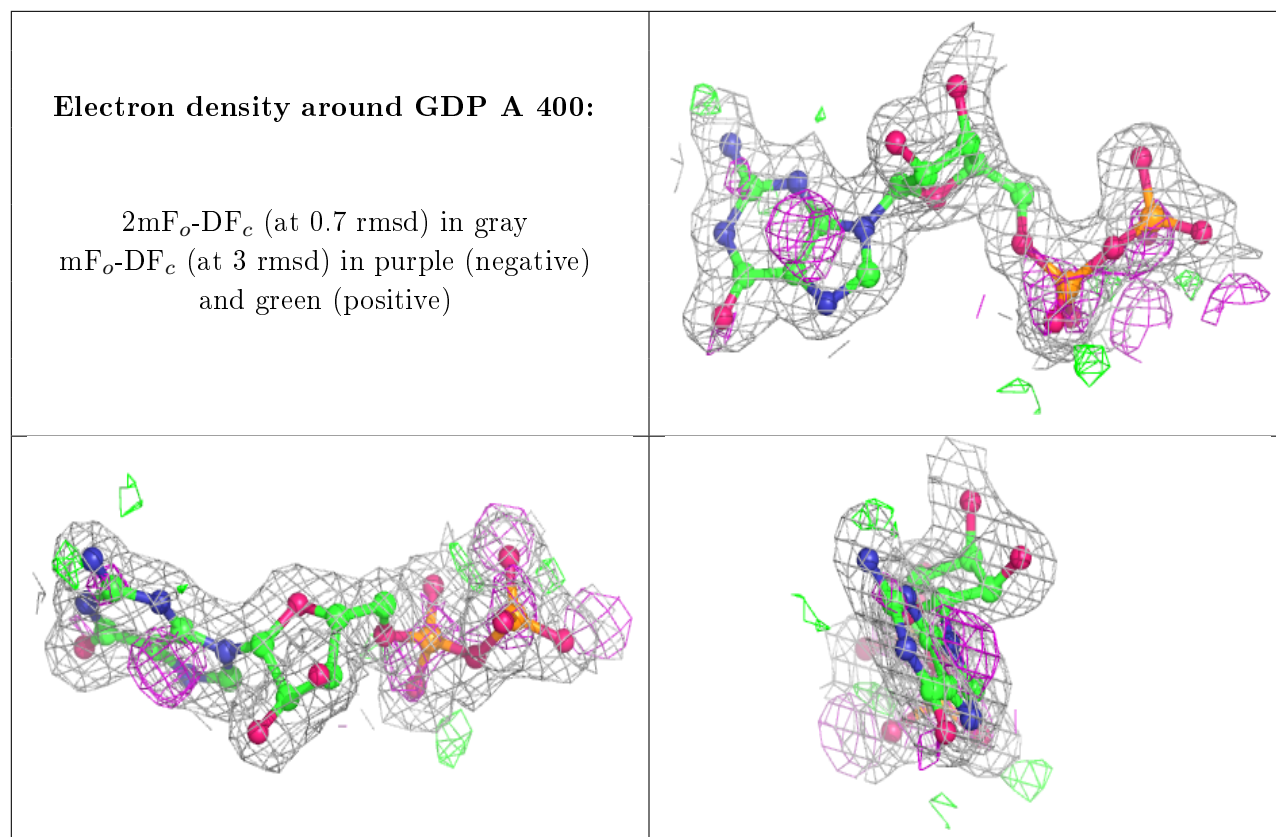 Electron density around GDP A 400:
2mFo-DFc (at 0.7 rmsd) in gray
mFo-DFc (at 3 rmsd) in purple (negative)
and green (positive)